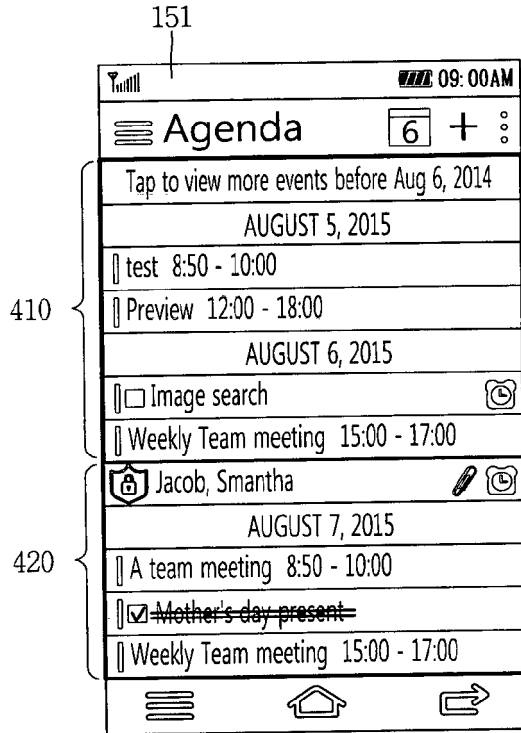 151
09:00AM
Agenda 6 +
Tap to view more events before Aug 6, 2014
AUGUST 5, 2015
test 8:50 - 10:00
Preview 12:00 - 18:00
AUGUST 6, 2015
410
Image search
Weekly Team meeting 15:00 - 17:00
Jacob, Smantha
AUGUST 7, 2015
420
A team meeting 8:50 - 10:00
Mother's day present
Weekly Team meeting 15:00 - 17:00